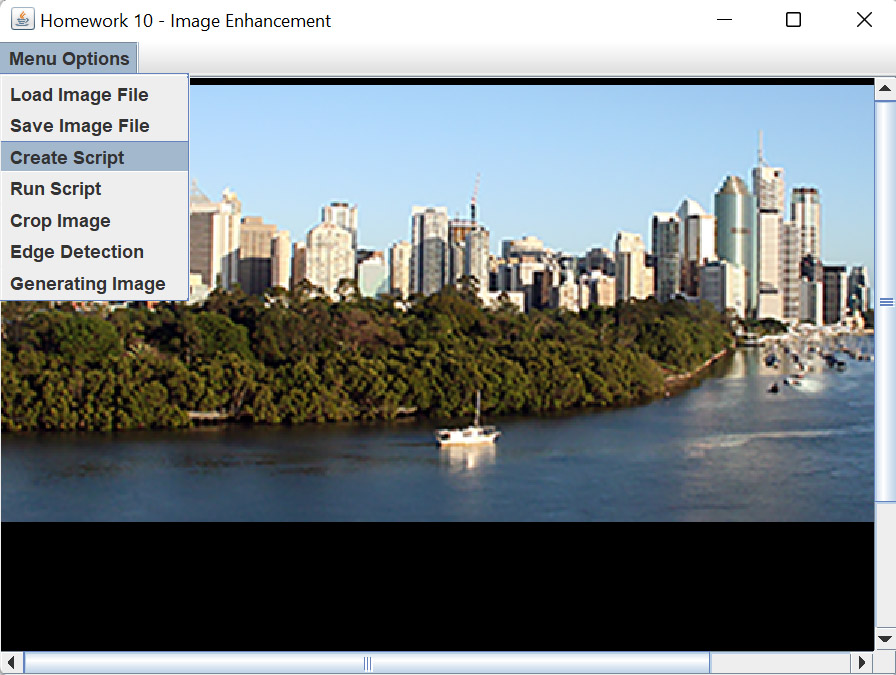 Homework 10 - Image Enhancement
Menu Options
Load Image File
Save Image File
Create Script
Run Script
Crop Image
Edge Detection
Generating Image